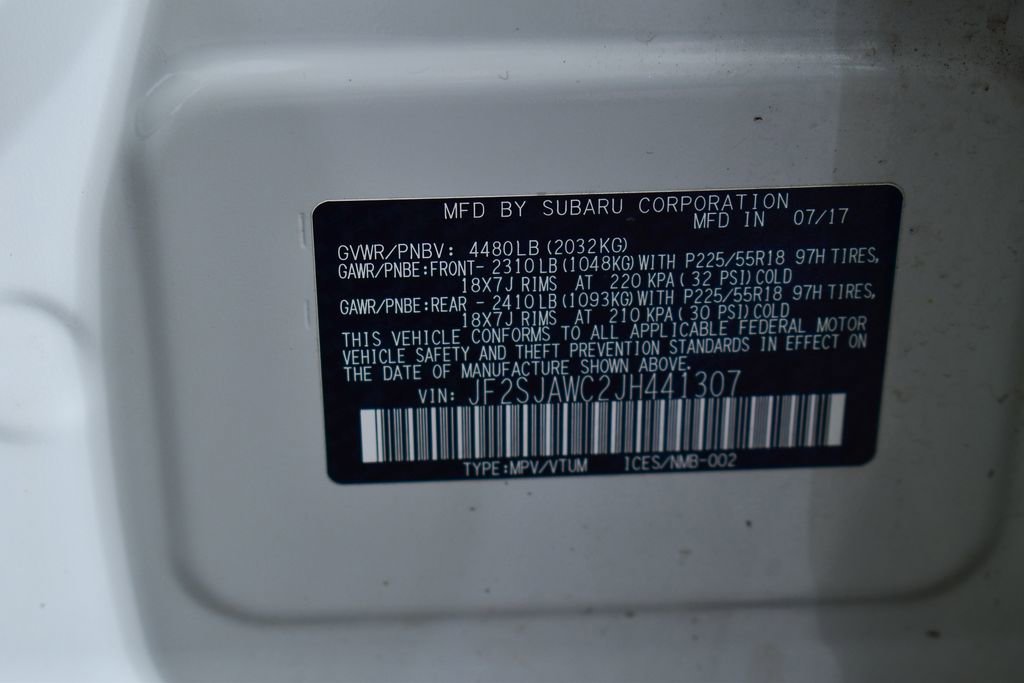 MFD BY SUBARU CORPORATION
MFD IN 07/17
GVWR/PNBV: 4480LB (2032KG)
GAWR/PNBE:FRONT- 2310LB (1048KG) WITH P225/55R18 97H TIRES,
18X7J RIMS AT 220 KPA (32 PSI) COLD
GAWR/PNBE:REAR - 2410LB (1093KG) WITH P225/55R18 97H TIRES,
18X7J RIMS AT 210 KPA (30 PSI) COLD
THIS VEHICLE CONFORMS TO ALL APPLICABLE FEDERAL MOTOR
VEHICLE SAFETY AND THEFT PREVENTION STANDARDS IN EFFECT ON
THE DATE OF MANUFACTURE SHOWN ABOVE.
VIN: JF2SJAWC2JH441307
TYPE:MPV/VTUM ICES/NMB-002